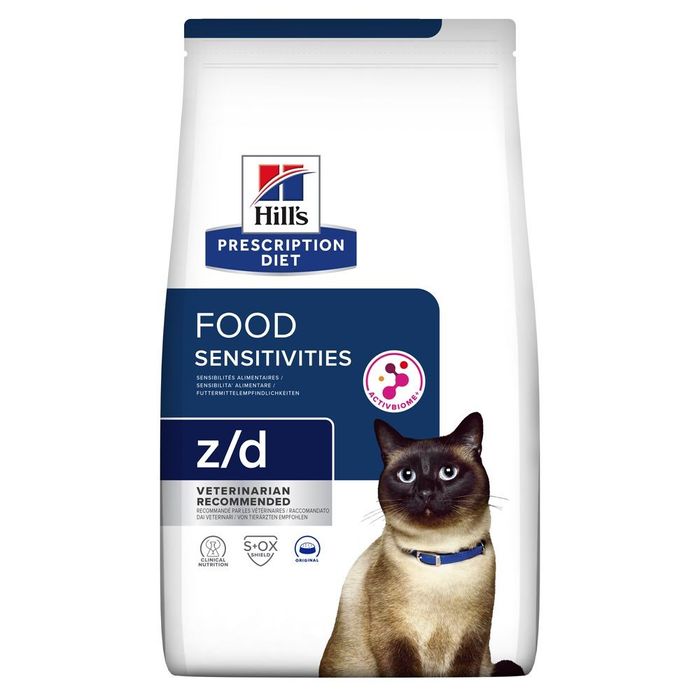 Hill's
PRESCRIPTION
DIET
FOOD
SENSITIVITIES
SENSIBILITÉS ALIMENTAIRES /
SENSIBILITA' ALIMENTARE /
FUTTERMITTELEMPFINDLICHKEITEN
ACTIVBIOME+
z/d
VETERINARIAN
RECOMMENDED
RECOMMANDÉ PAR LES VÉTÉRINAIRES / RACCOMANDATO
DAI VETERINARI / VON TIERÄRZTEN EMPFOHLEN
CLINICAL
NUTRITION
S+OX
SHIELD
ORIGINAL